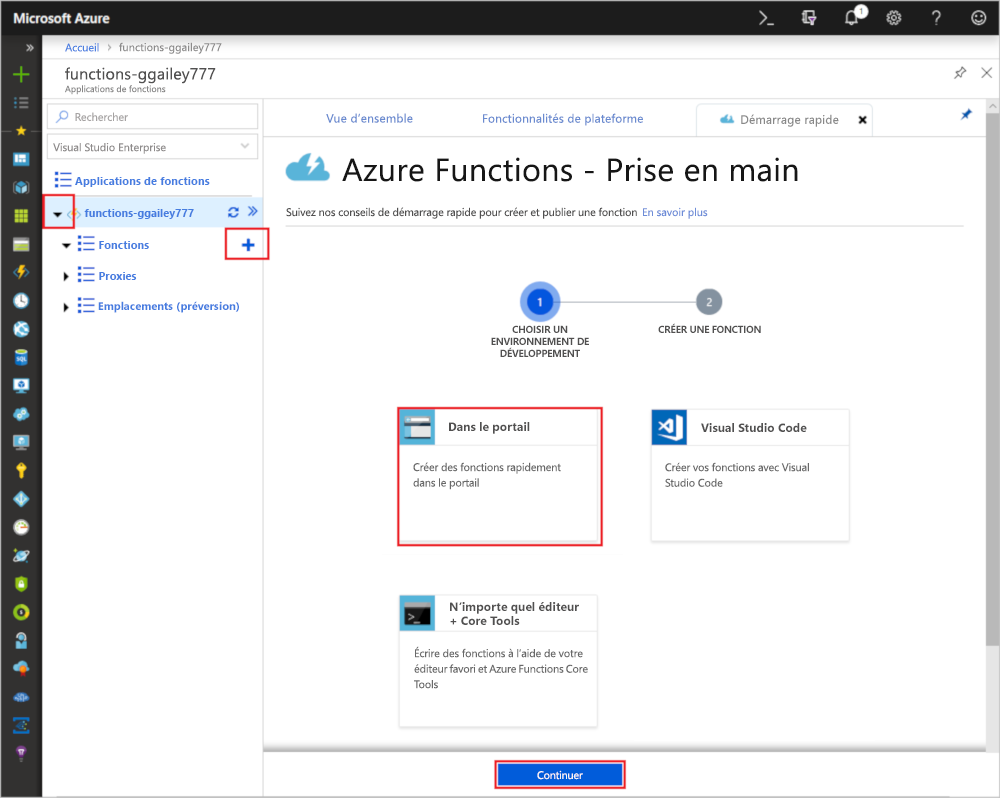 Microsoft Azure
1
Accueil > functions-ggailey777
functions-ggailey777
Applications de fonctions
Rechercher
Visual Studio Enterprise
Applications de fonctions
functions-ggailey777
Fonctions
Proxies
Emplacements (préversion)
Vue d'ensemble
Fonctionnalités de plateforme
Démarrage rapide
Azure Functions - Prise en main
Suivez nos conseils de démarrage rapide pour créer et publier une fonction En savoir plus
1
CHOISIR UN
ENVIRONNEMENT DE
DÉVELOPPEMENT
2
CRÉER UNE FONCTION
Dans le portail
Créer des fonctions rapidement
dans le portail
Visual Studio Code
Créer vos fonctions avec Visual
Studio Code
N'importe quel éditeur
+ Core Tools
Écrire des fonctions à l'aide de votre
éditeur favori et Azure Functions Core
Tools
Continuer
SQL